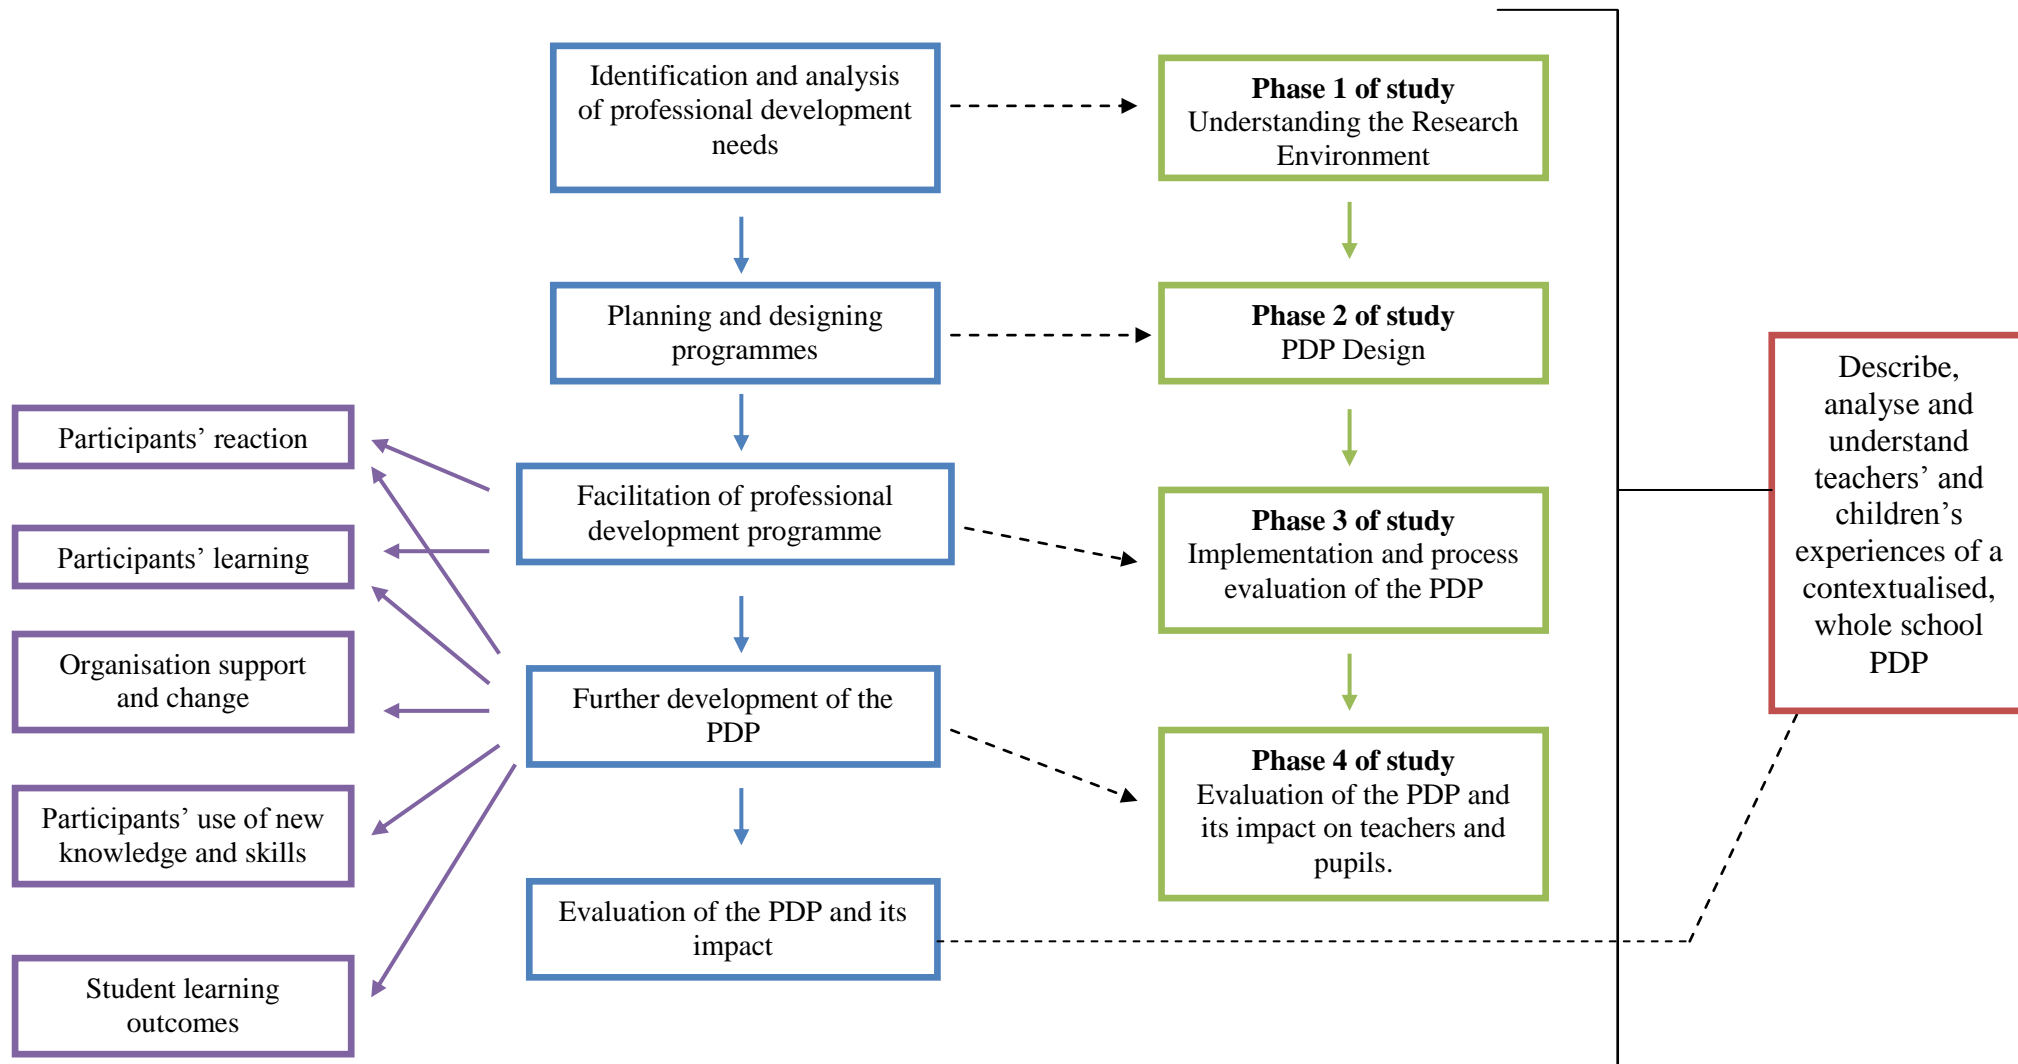 Identification and analysis
of professional development
needs
Phase 1 of study
Understanding the Research
Environment
Planning and designing
programmes
Phase 2 of study
PDP Design
Describe,
analyse and
understand
teachers’ and
children’s
experiences of a
contextualised,
whole school
PDP
Participants’ reaction
Facilitation of professional
development programme
Phase 3 of study
Implementation and process
evaluation of the PDP
Participants’ learning
Organisation support
and change
Further development of the
PDP
Phase 4 of study
Evaluation of the PDP and
its impact on teachers and
pupils.
Participants’ use of new
knowledge and skills
Evaluation of the PDP and its
impact
Student learning
outcomes